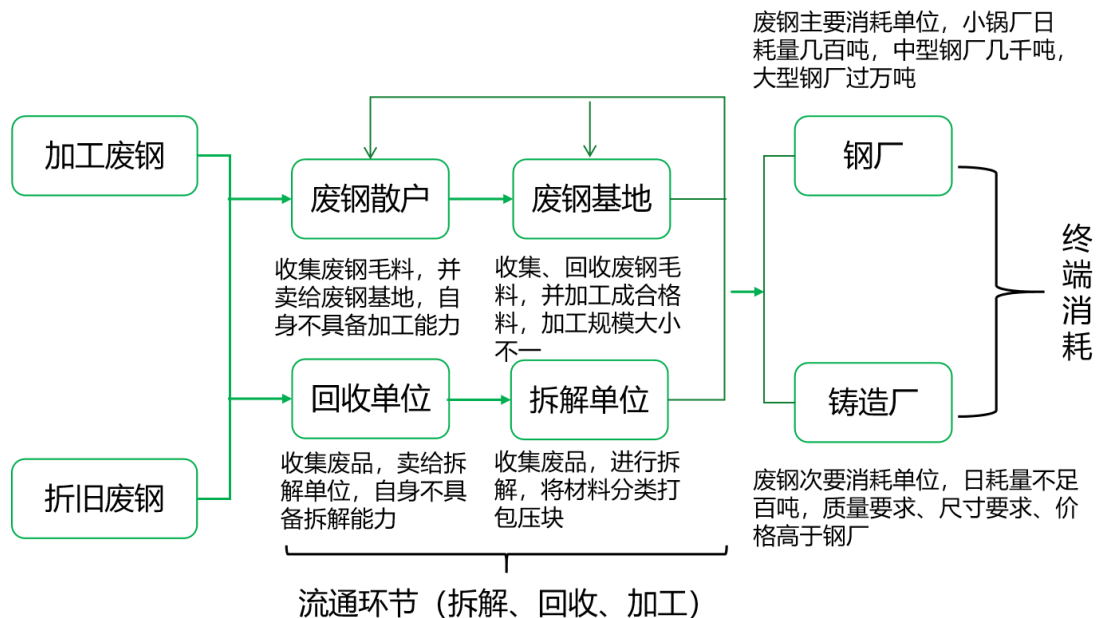 废钢主要消耗单位，小锅厂日
耗量几百吨，中型钢厂几千吨，
大型钢厂过万吨
加工废钢
钢厂
废钢散户
废钢基地
收集废钢毛料，并
卖给废钢基地，自
身不具备加工能力
收集、回收废钢毛
料，并加工成合格
料，加工规模大小
不一
终
端
消
耗
回收单位
拆解单位
铸造厂
收集废品，卖给拆
解单位，自身不具
备拆解能力
收集废品，进行拆
解，将材料分类打
包压块
折旧废钢
废钢次要消耗单位，日耗量不足
百吨，质量要求、尺寸要求、价
格高于钢厂
流通环节（拆解、回收、加工）